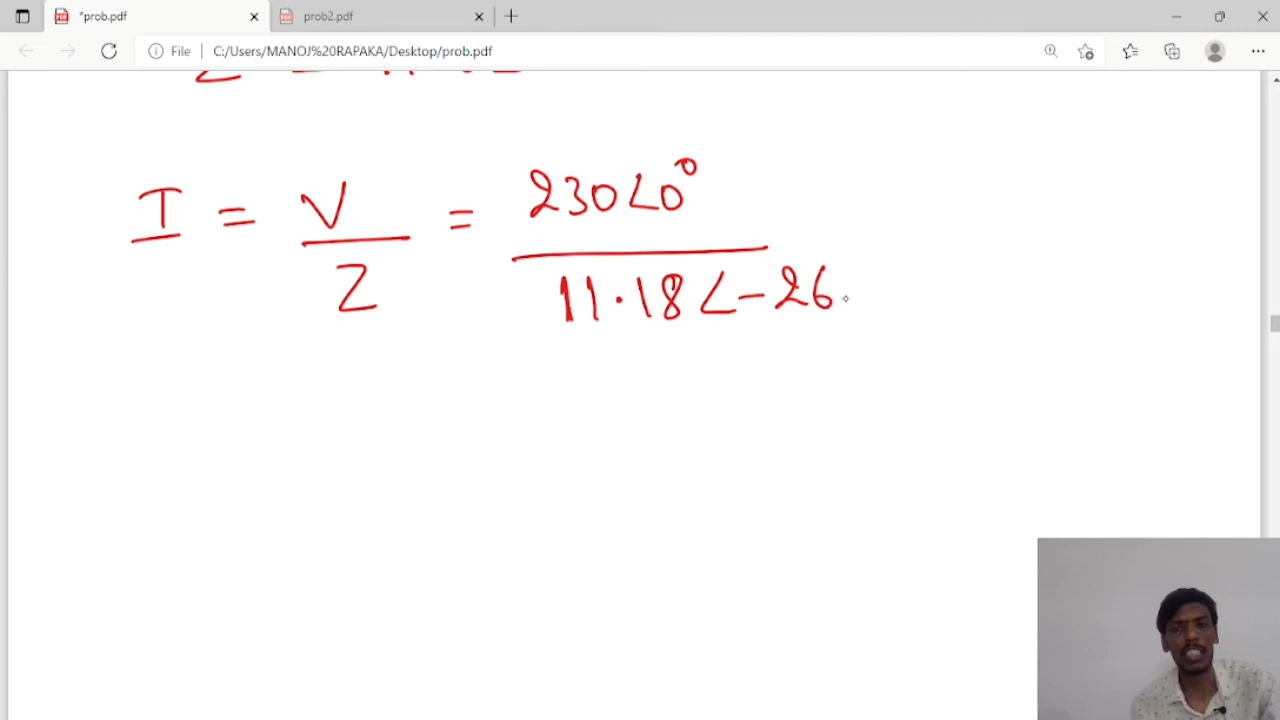 *prob.pdf
prob2.pdf
File
C:/Users/MANOJ%20RAPAKA/Desktop/prob.pdf
I = V / Z = 230∠0° / 11.18∠-26